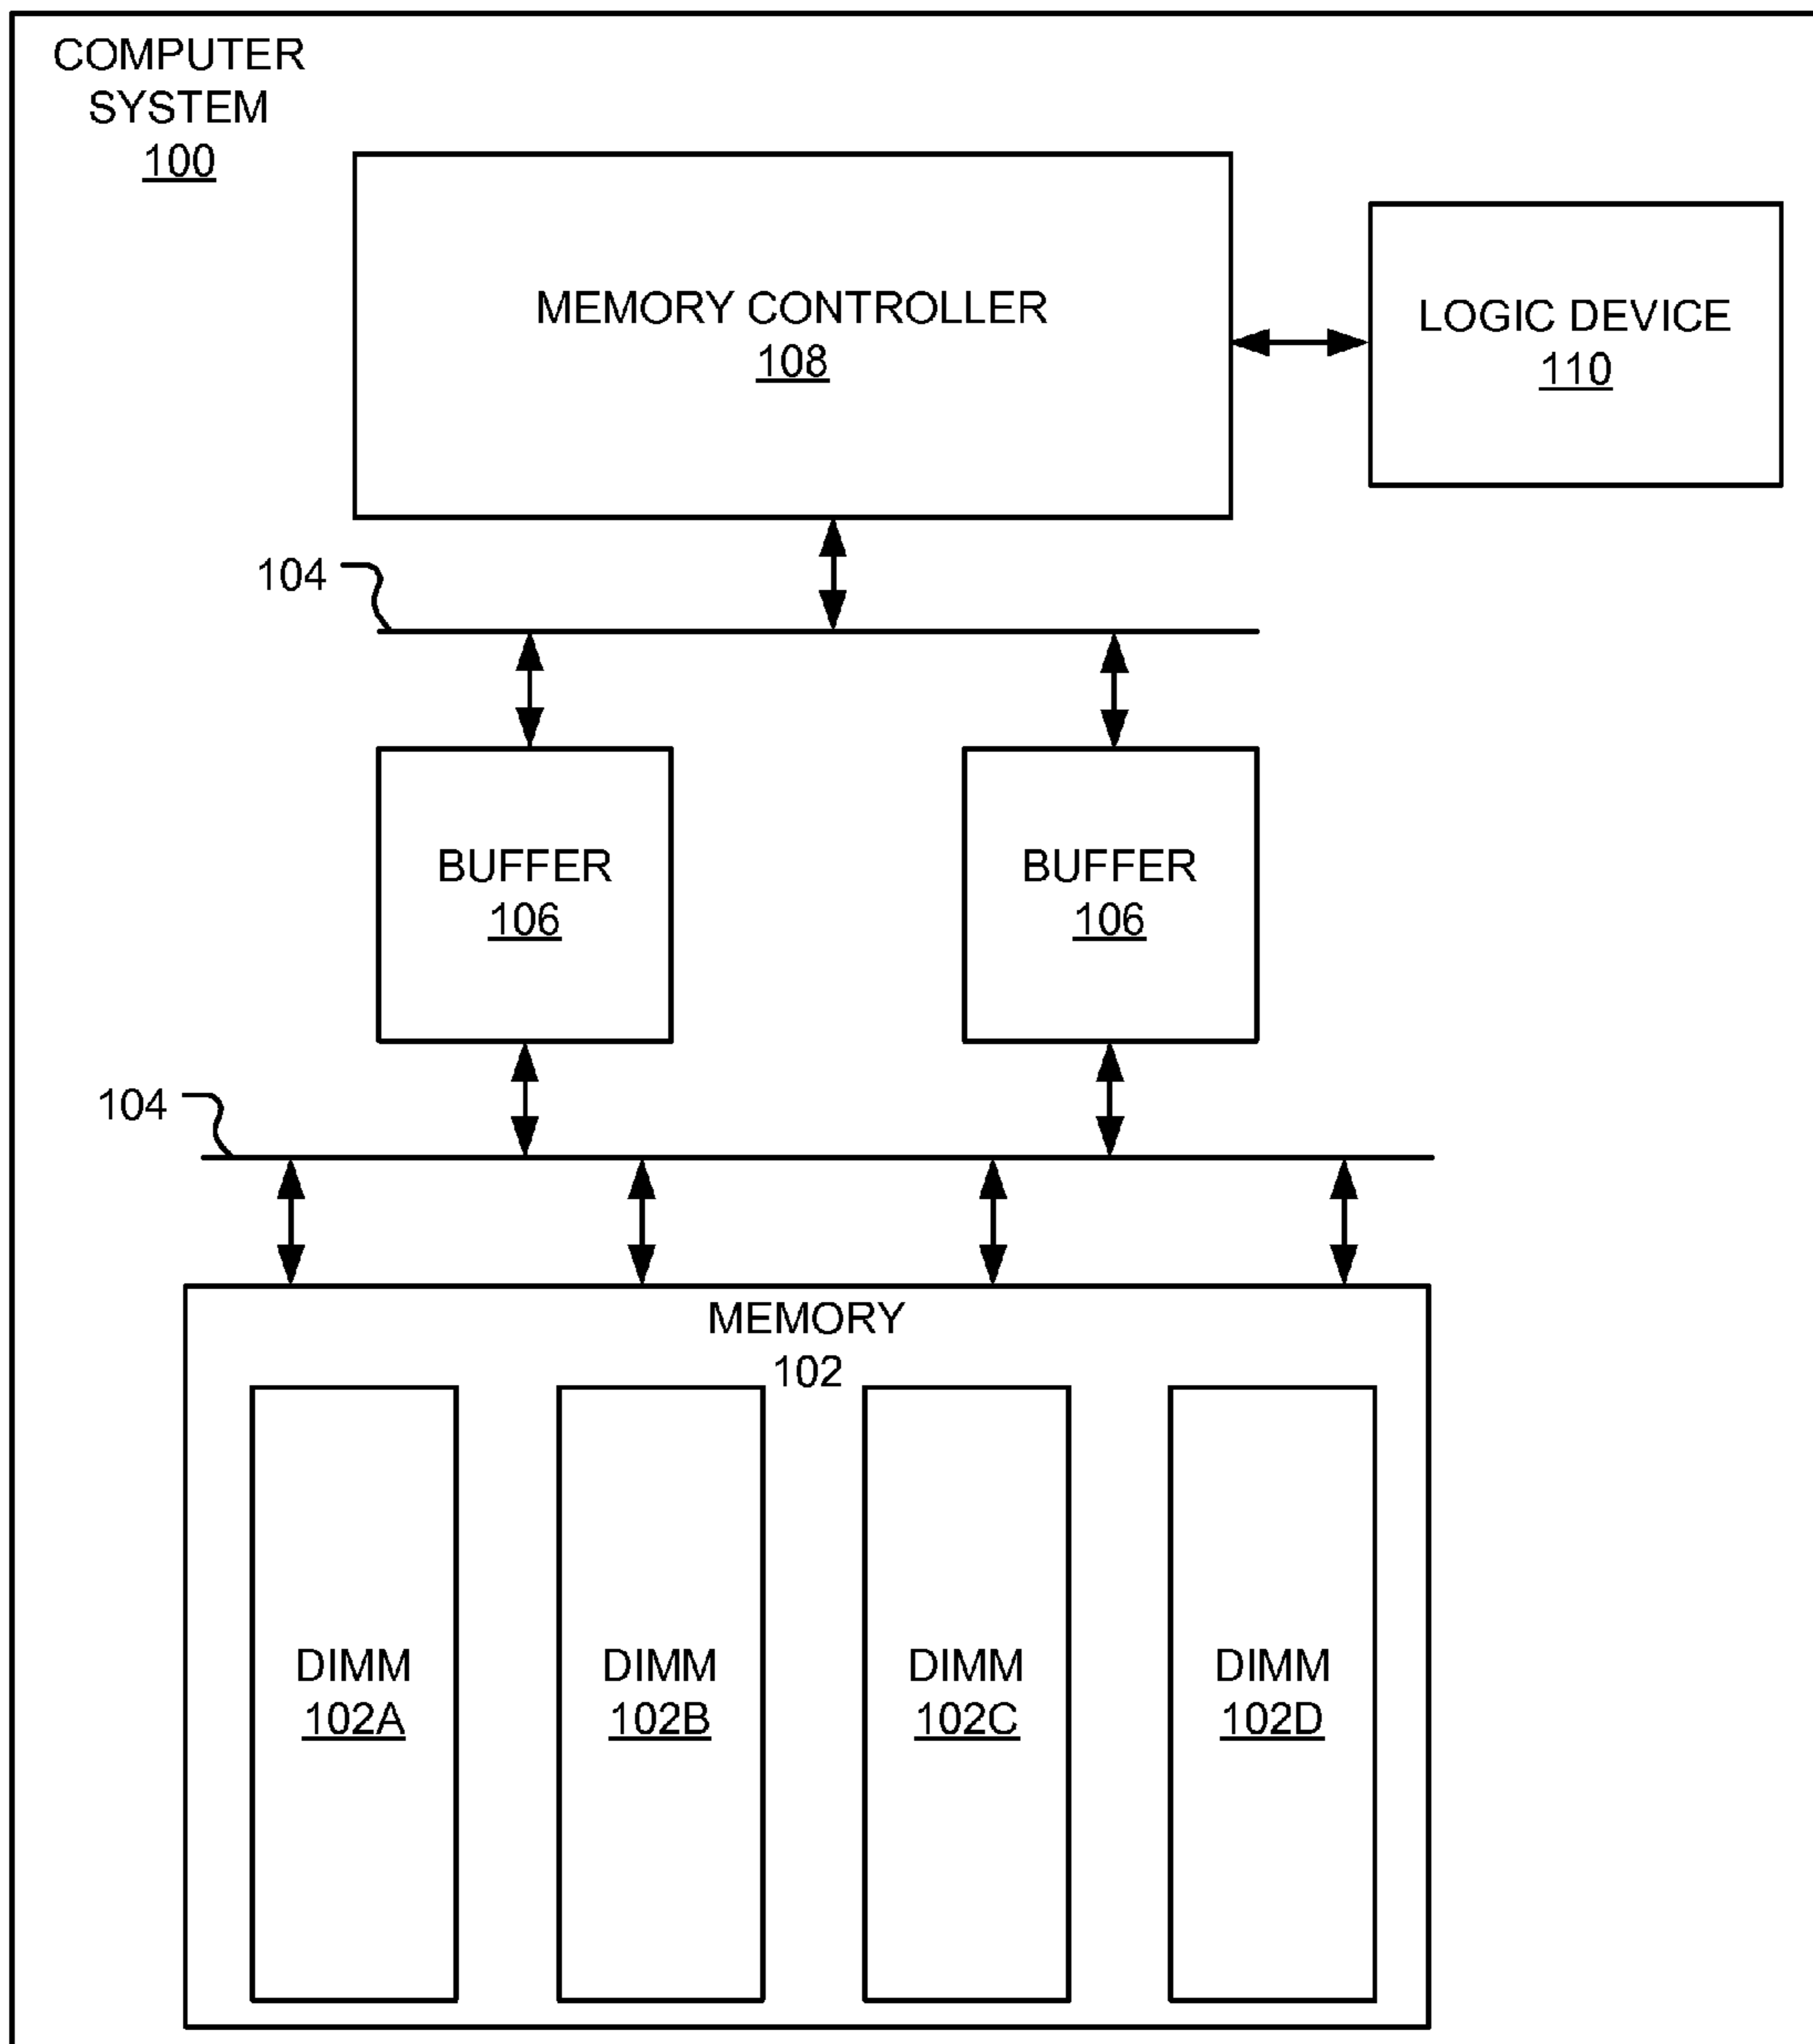 COMPUTER
SYSTEM
100
MEMORY CONTROLLER
108
LOGIC DEVICE
110
104
BUFFER
106
BUFFER
106
104
MEMORY
102
DIMM
102A
DIMM
102B
DIMM
102C
DIMM
102D